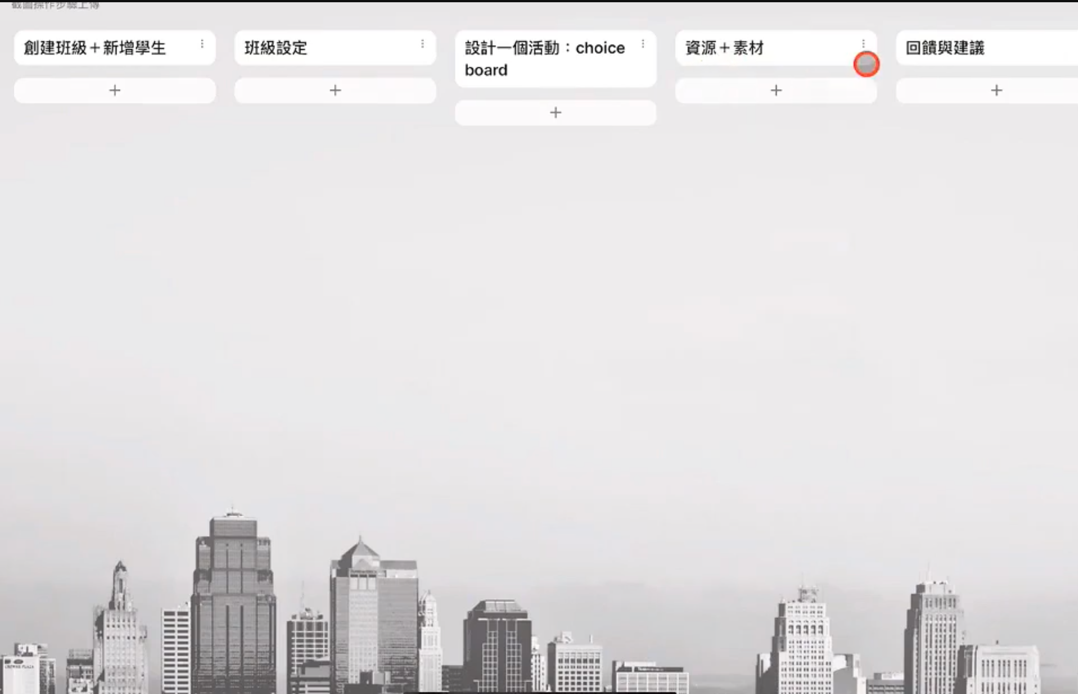 截圖操作步驟上傳
創建班級＋新增學生
班級設定
設計一個活動：choice
board
資源＋素材
回饋與建議